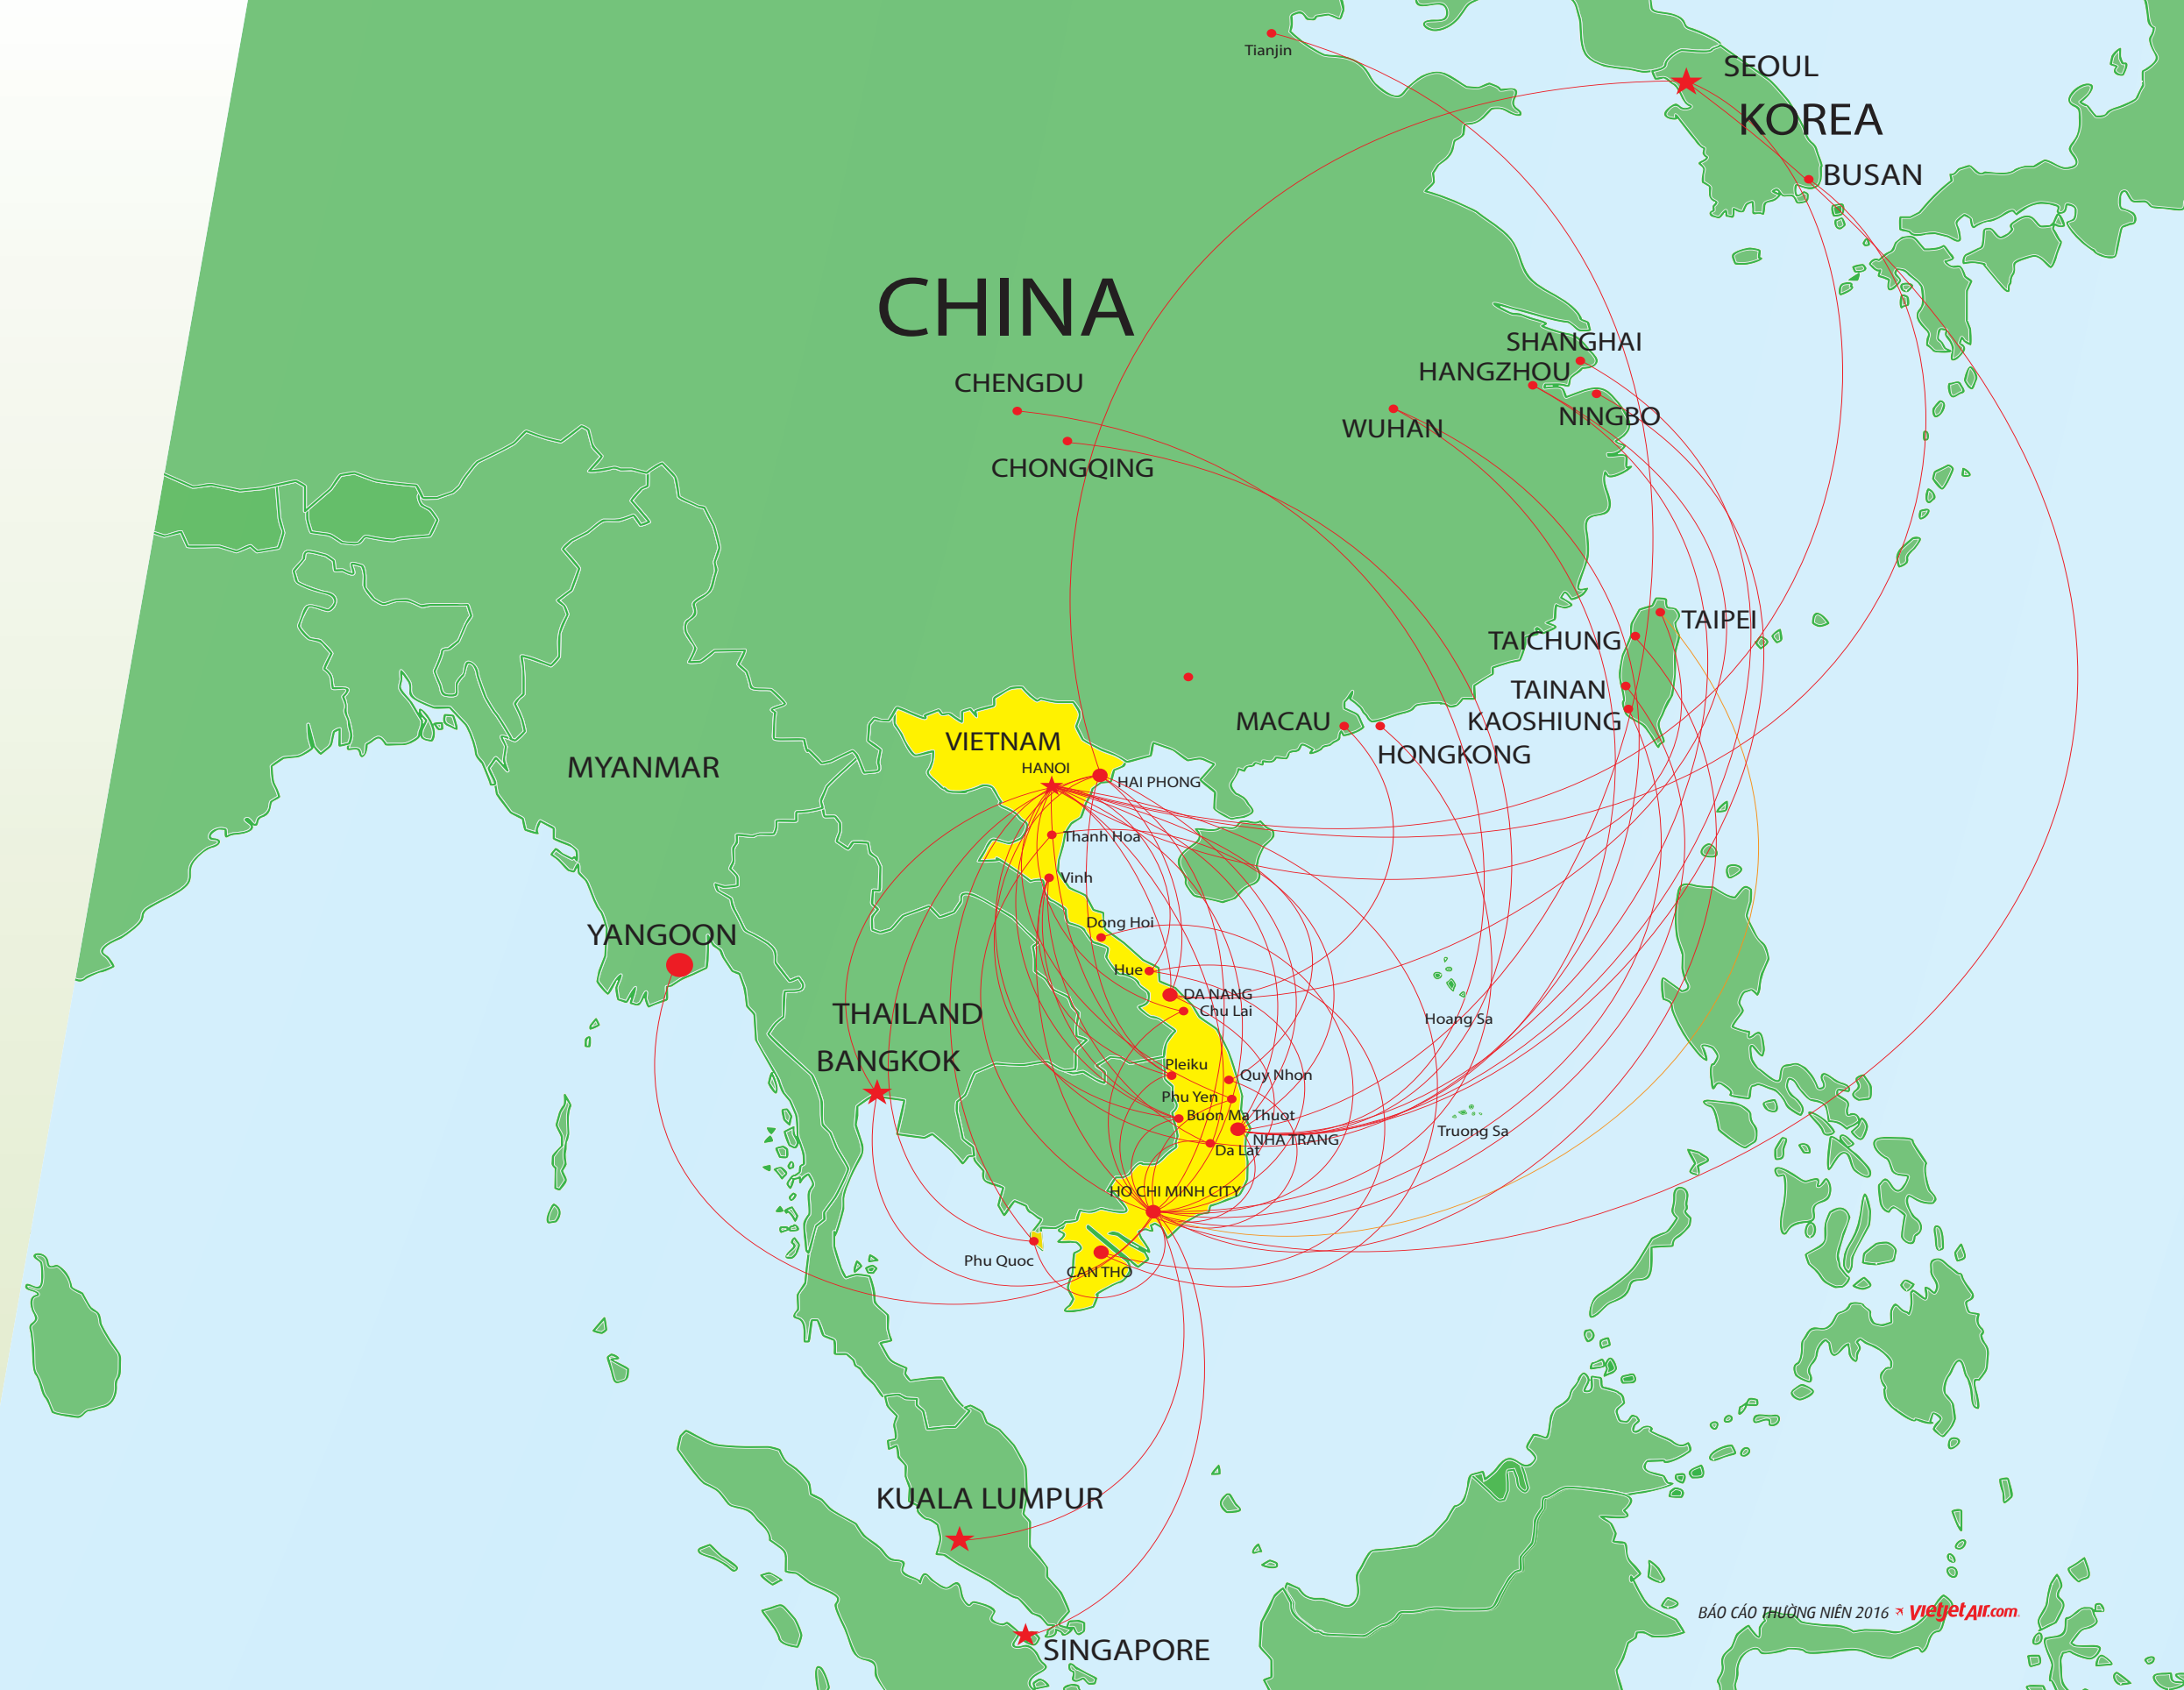 Tianjin
SEOUL
KOREA
BUSAN
CHINA
SHANGHAI
HANGZHOU
CHENGDU
NINGBO
WUHAN
CHONGQING
TAIPEI
TAICHUNG
TAINAN
MACAU
KAOSHIUNG
VIETNAM
HONGKONG
MYANMAR
HANOI
HAI PHONG
Thanh Hoa
Vinh
Dong Hoi
YANGOON
Hue
DA NANG
Chu Lai
THAILAND
Hoang Sa
BANGKOK
Pleiku
Quy Nhon
Phu Yen
Buon Ma Thuot
Truong Sa
NHA TRANG
Da Lat
HO CHI MINH CITY
Phu Quoc
CAN THO
KUALA LUMPUR
BÁO CÁO THƯỜNG NIÊN 2016 vietjetAir.com
SINGAPORE